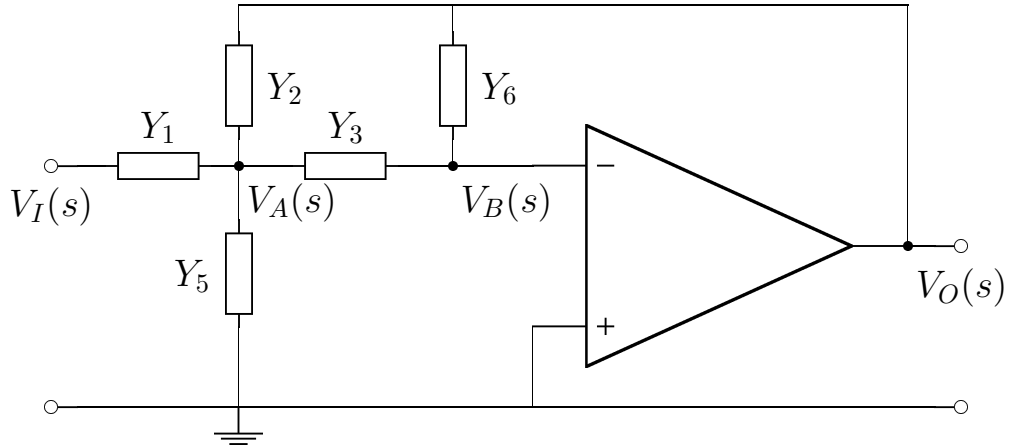 Y₂
Y₆
Y₁
Y₃
−
V_I(s)
V_A(s)
V_B(s)
Y₅
V_O(s)
+